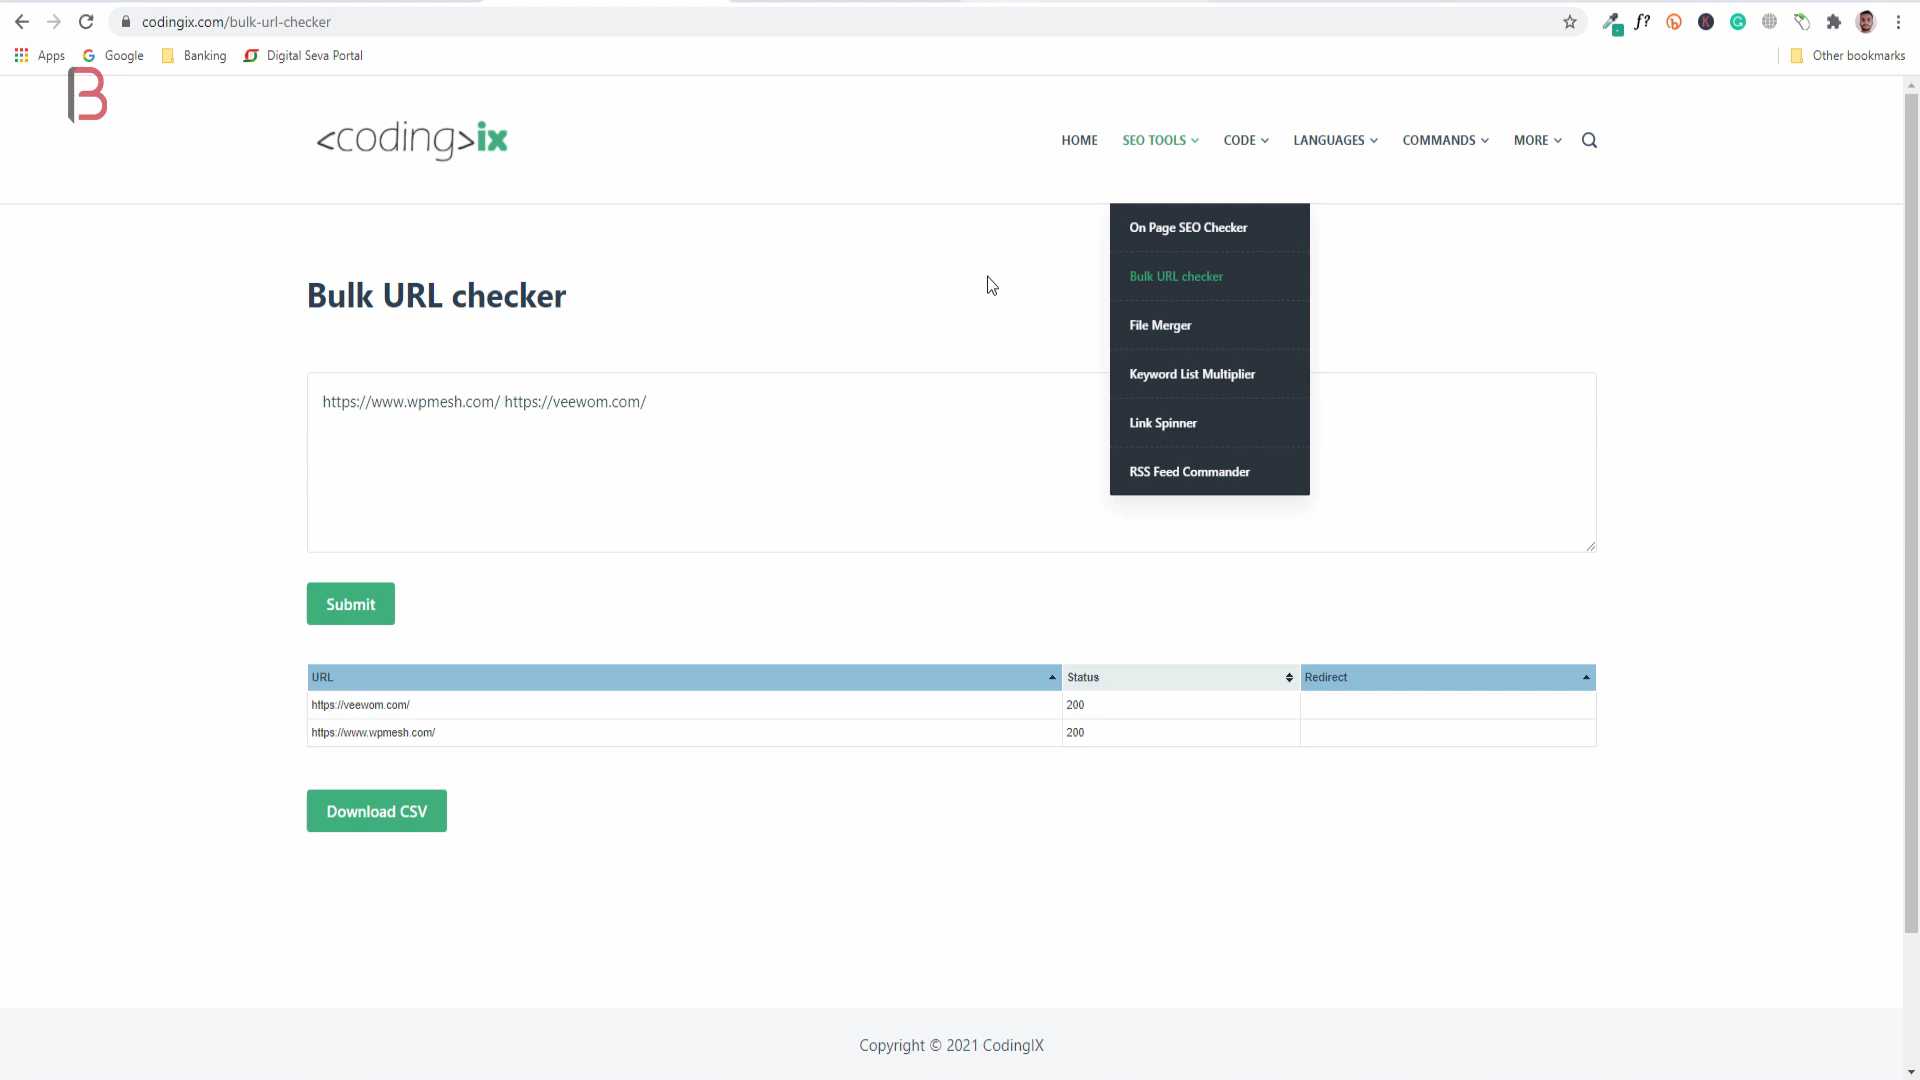 codingix.com/bulk-url-checker
f?
Apps Google Banking Digital Seva Portal Other bookmarks
B
<coding>ix
HOME SEO TOOLS CODE LANGUAGES COMMANDS MORE
On Page SEO Checker
Bulk URL checker
File Merger
Keyword List Multiplier
Link Spinner
RSS Feed Commander
Bulk URL checker
https://www.wpmesh.com/ https://veewom.com/
Submit
URL Status Redirect
https://veewom.com/ 200
https://www.wpmesh.com/ 200
Download CSV
Copyright © 2021 CodingIX